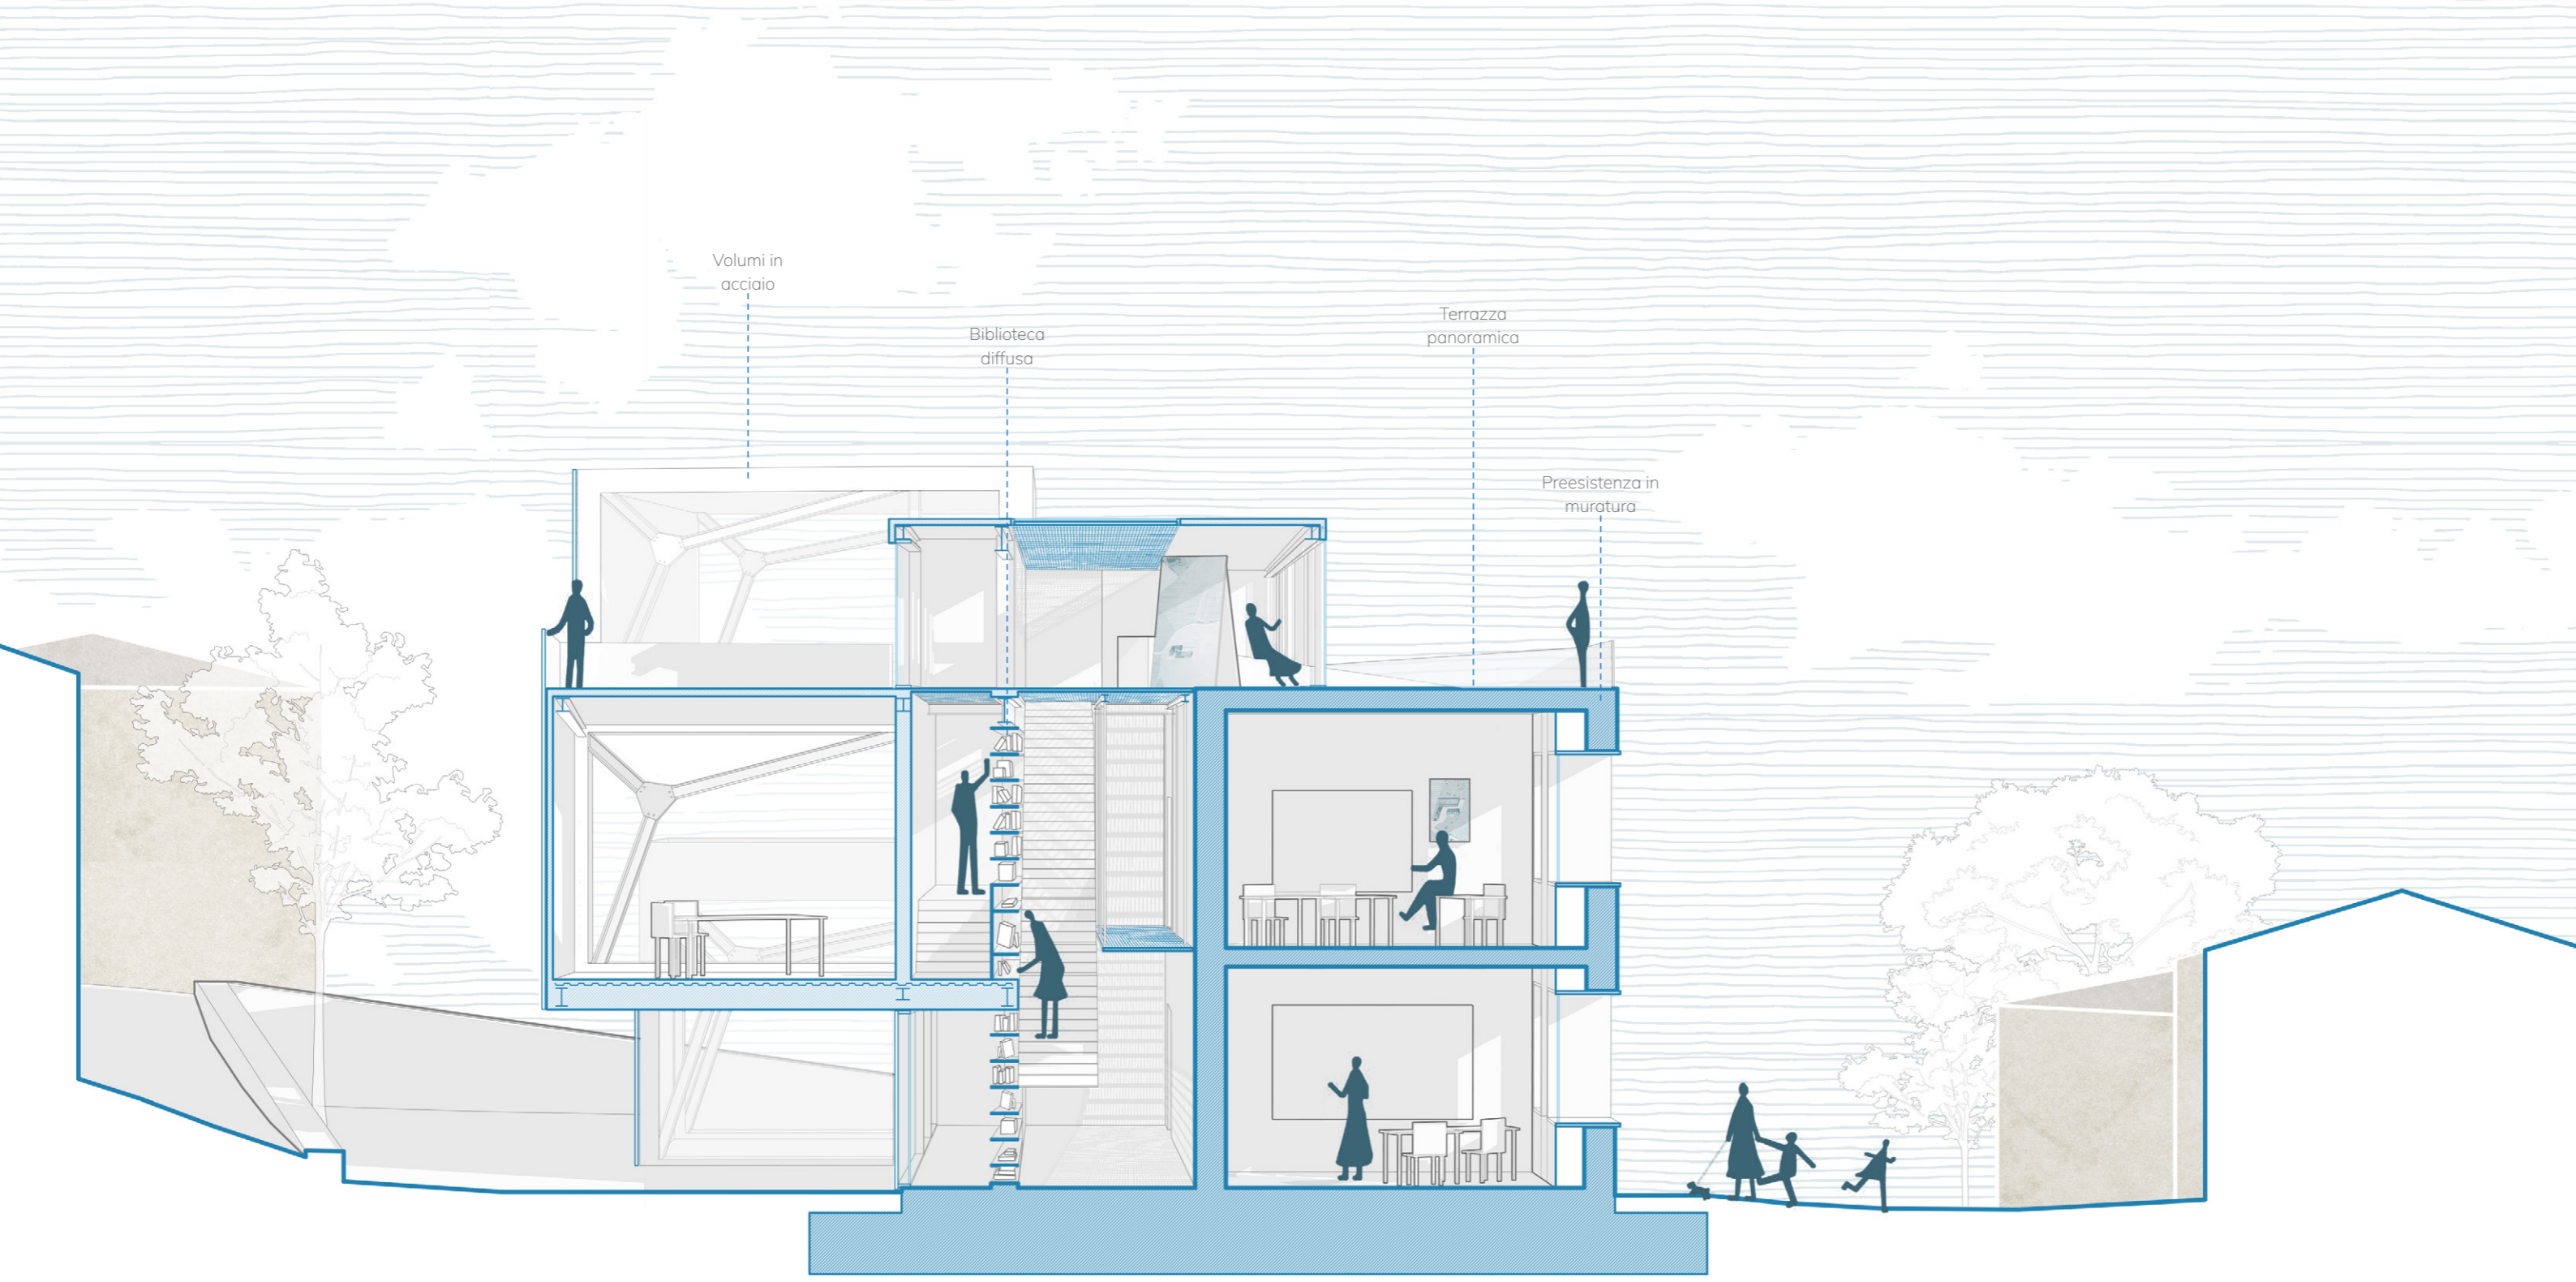 Volumi in
acciaio
Biblioteca
diffusa
Terrazza
panoramica
Preesistenza in
muratura